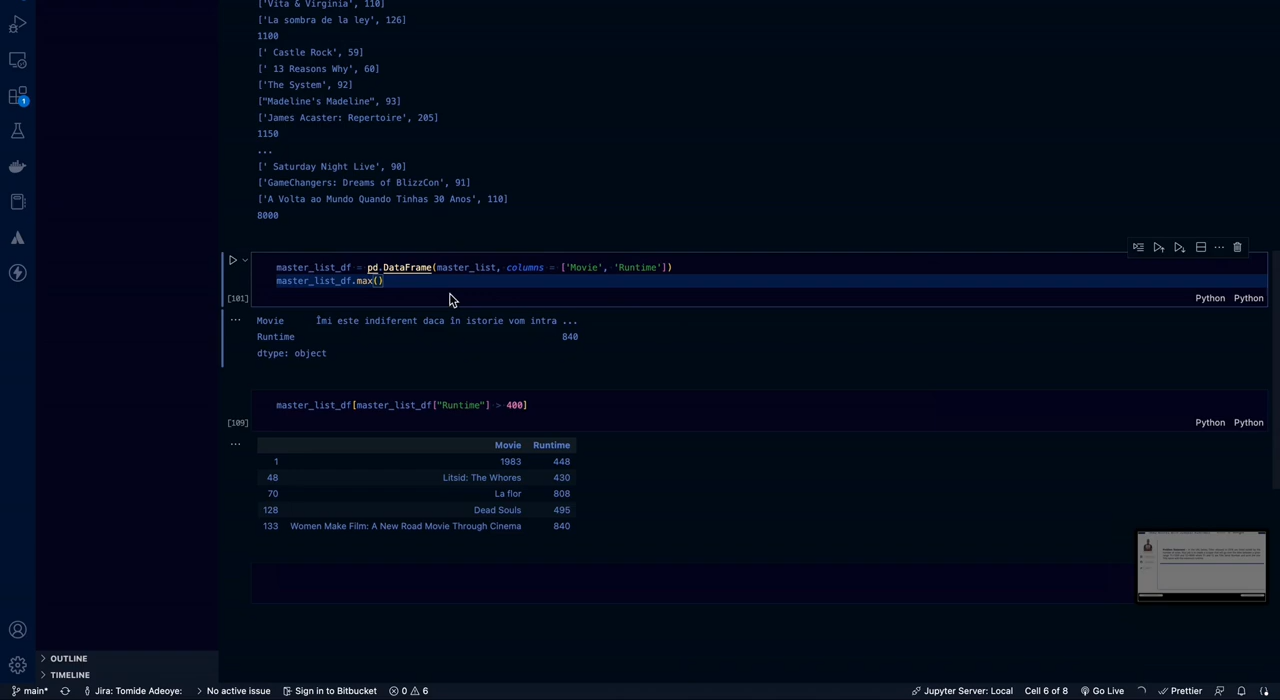 ['Vita & Virginia', 110]
['La sombra de la ley', 126]
1100
[' Castle Rock', 59]
[' 13 Reasons Why', 60]
['The System', 92]
["Madeline's Madeline", 93]
['James Acaster: Repertoire', 205]
1150
...
[' Saturday Night Live', 90]
['GameChangers: Dreams of BlizzCon', 91]
['A Volta ao Mundo Quando Tinhas 30 Anos', 110]
8000
master_list_df = pd.DataFrame(master_list, columns = ['Movie', 'Runtime'])
master_list_df.max()
[101]
Python Python
... Movie Îmi este indiferent daca în istorie vom intra ...
Runtime 840
dtype: object
master_list_df[master_list_df["Runtime"] > 400]
[109]
Python Python
...
Movie Runtime
1 1983 448
48 Litsid: The Whores 430
70 La flor 808
128 Dead Souls 495
133 Women Make Film: A New Road Movie Through Cinema 840
1
OUTLINE
TIMELINE
main* Jira: Tomide Adeoye: No active issue Sign in to Bitbucket 0 6 Jupyter Server: Local Cell 6 of 8 Go Live Prettier